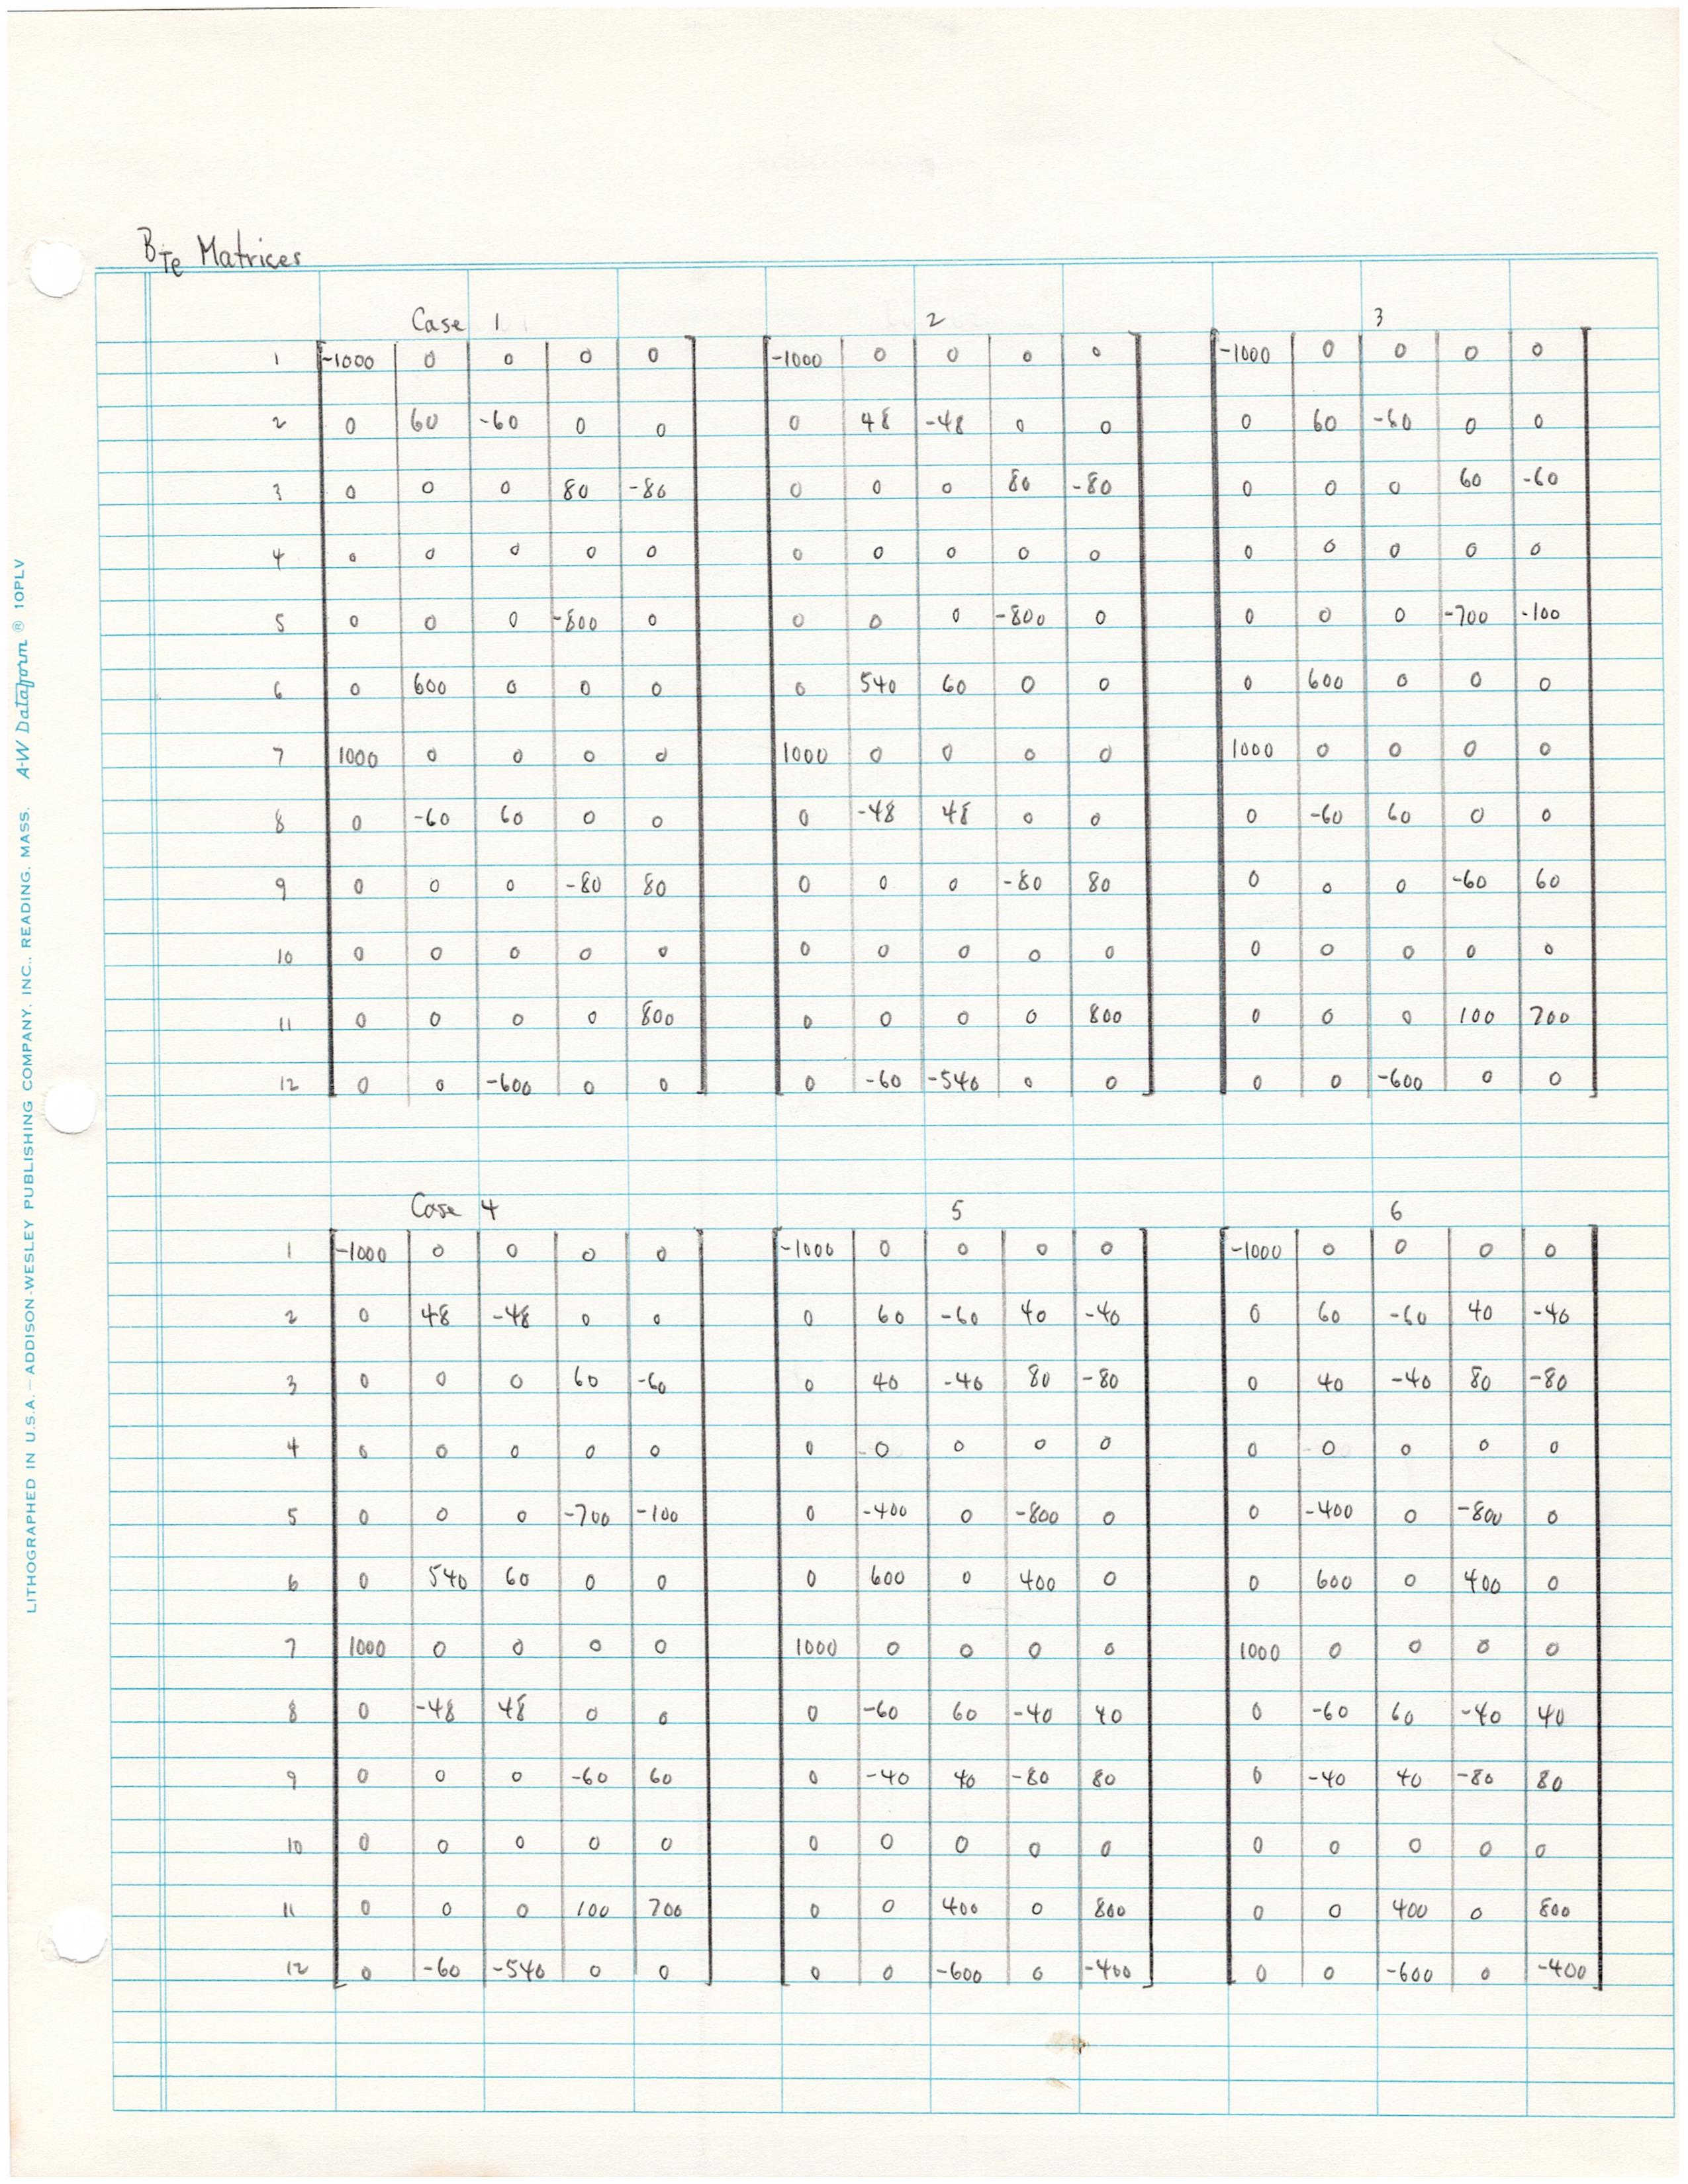 B_Te Matrices
Case 1 2 3
1 -1000 0 0 0 0 -1000 0 0 0 0 -1000 0 0 0 0
2 0 60 -60 0 0 0 48 -48 0 0 0 60 -60 0 0
3 0 0 0 80 -80 0 0 0 80 -80 0 0 0 60 -60
4 0 0 0 0 0 0 0 0 0 0 0 0 0 0 0
5 0 0 0 -800 0 0 0 0 -800 0 0 0 0 -700 -100
6 0 600 0 0 0 0 540 60 0 0 0 600 0 0 0
7 1000 0 0 0 0 1000 0 0 0 0 1000 0 0 0 0
8 0 -60 60 0 0 0 -48 48 0 0 0 -60 60 0 0
9 0 0 0 -80 80 0 0 0 -80 80 0 0 0 -60 60
10 0 0 0 0 0 0 0 0 0 0 0 0 0 0 0
11 0 0 0 0 800 0 0 0 0 800 0 0 0 100 700
12 0 0 -600 0 0 0 -60 -540 0 0 0 0 -600 0 0
Case 4 5 6
1 -1000 0 0 0 0 -1000 0 0 0 0 -1000 0 0 0 0
2 0 48 -48 0 0 0 60 -60 40 -40 0 60 -60 40 -40
3 0 0 0 60 -60 0 40 -40 80 -80 0 40 -40 80 -80
4 0 0 0 0 0 0 0 0 0 0 0 0 0 0 0
5 0 0 0 -700 -100 0 -400 0 -800 0 0 -400 0 -800 0
6 0 540 60 0 0 0 600 0 400 0 0 600 0 400 0
7 1000 0 0 0 0 1000 0 0 0 0 1000 0 0 0 0
8 0 -48 48 0 0 0 -60 60 -40 40 0 -60 60 -40 40
9 0 0 0 -60 60 0 -40 40 -80 80 0 -40 40 -80 80
10 0 0 0 0 0 0 0 0 0 0 0 0 0 0 0
11 0 0 0 100 700 0 0 400 0 800 0 0 400 0 800
12 0 -60 -540 0 0 0 0 -600 0 -400 0 0 -600 0 -400
LITHOGRAPHED IN U.S.A. — ADDISON-WESLEY PUBLISHING COMPANY, INC., READING, MASS. A-W Dataform ® 10PLV